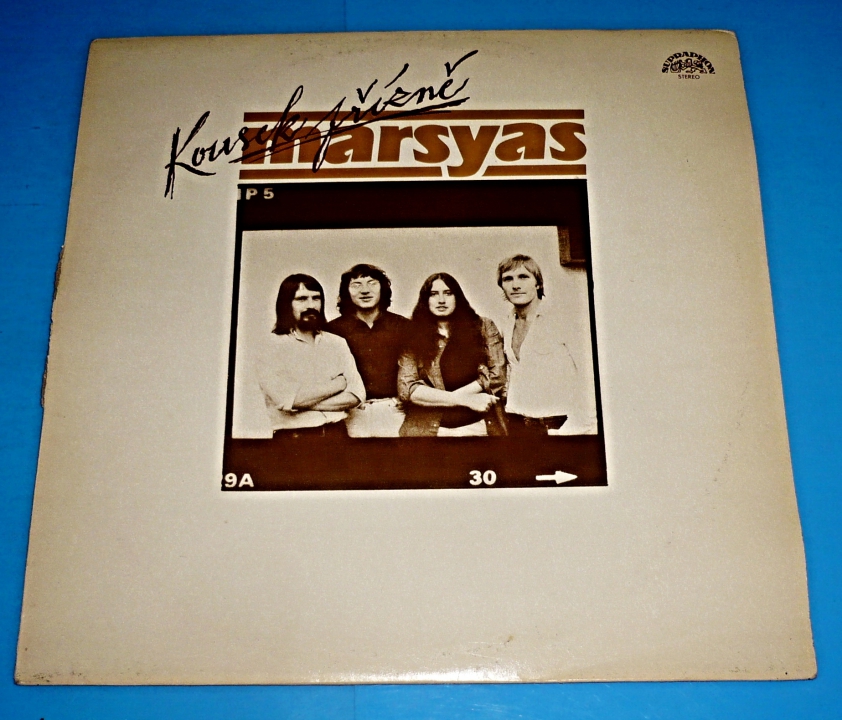 SUPRAPHON
STEREO
Kousek přízně
marsyas
IP 5
9A
30